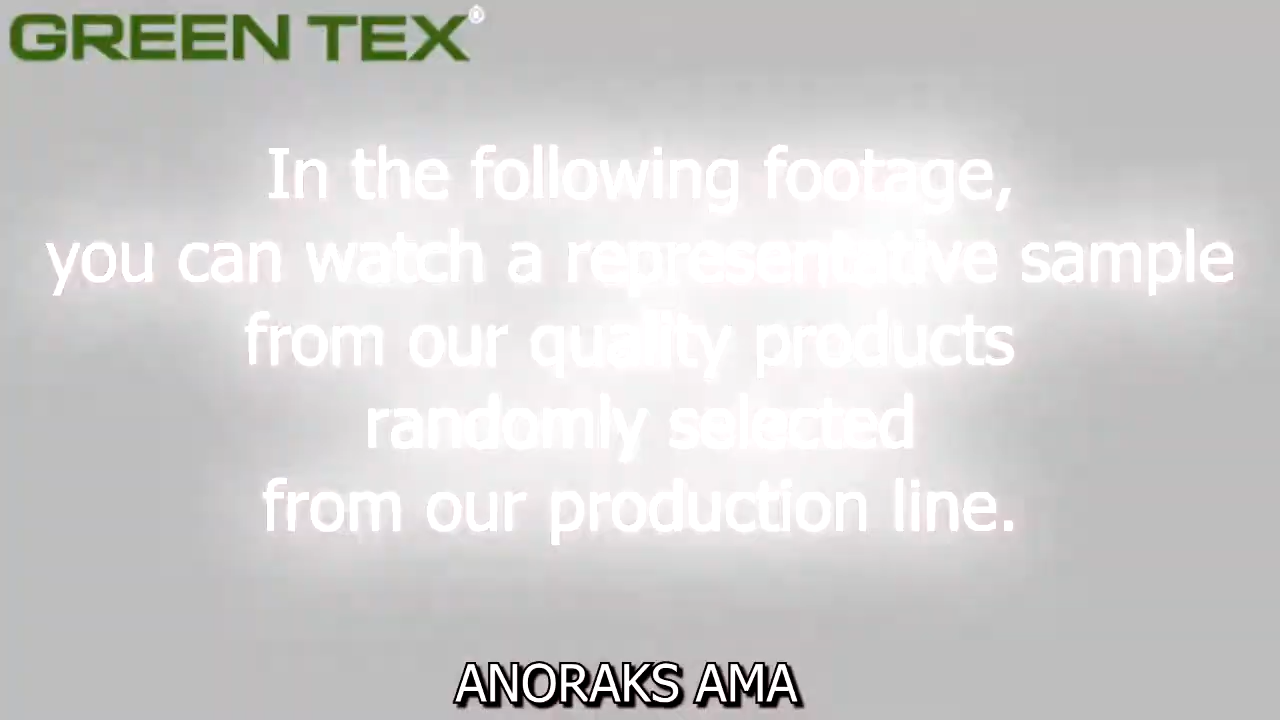 GREEN TEX®
In the following footage,
you can watch a representative sample
from our quality products
randomly selected
from our production line.
ANORAKS AMA